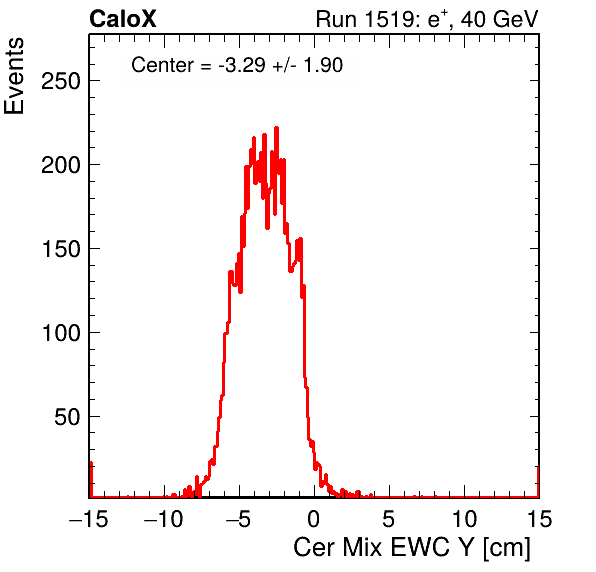 CaloX
Run 1519: e+, 40 GeV
Center = -3.29 +/- 1.90
Events
250
200
150
100
50
−15
−10
−5
0
5
10
15
Cer Mix EWC Y [cm]